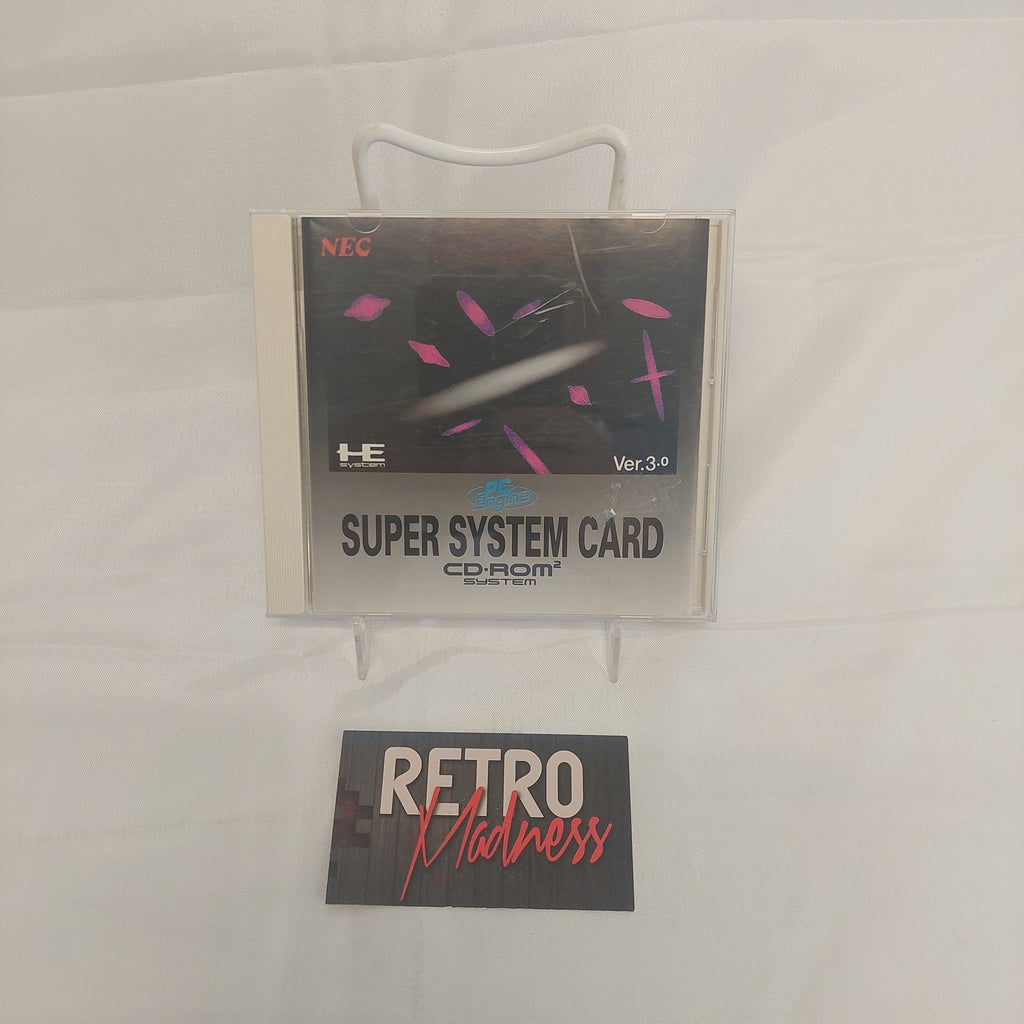 NEC
HE
system
Ver.3.0
PC
Engine
SUPER SYSTEM CARD
CD-ROM²
SYSTEM
RETRO
Madness